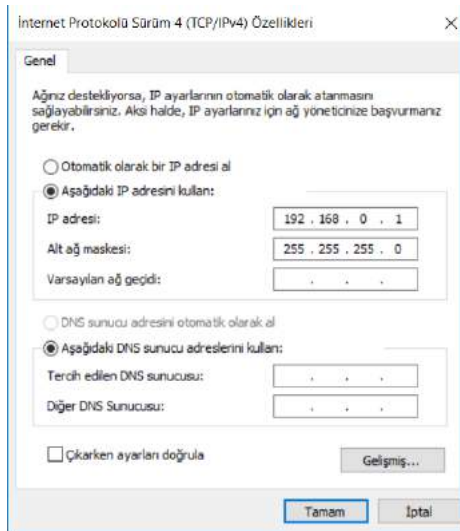 İnternet Protokolü Sürüm 4 (TCP/IPv4) Özellikleri
Genel
Ağınız destekliyorsa, IP ayarlarının otomatik olarak atanmasını
sağlayabilirsiniz. Aksi halde, IP ayarlarınız için ağ yöneticinize başvurmanız
gerekir.
Otomatik olarak bir IP adresi al
Aşağıdaki IP adresini kullan:
IP adresi: 192 . 168 . 0 . 1
Alt ağ maskesi: 255 . 255 . 255 . 0
Varsayılan ağ geçidi: . . .
DNS sunucu adresini otomatik olarak al
Aşağıdaki DNS sunucu adreslerini kullan:
Tercih edilen DNS sunucusu: . . .
Diğer DNS Sunucusu: . . .
Çıkarken ayarları doğrula
Gelişmiş...
Tamam İptal